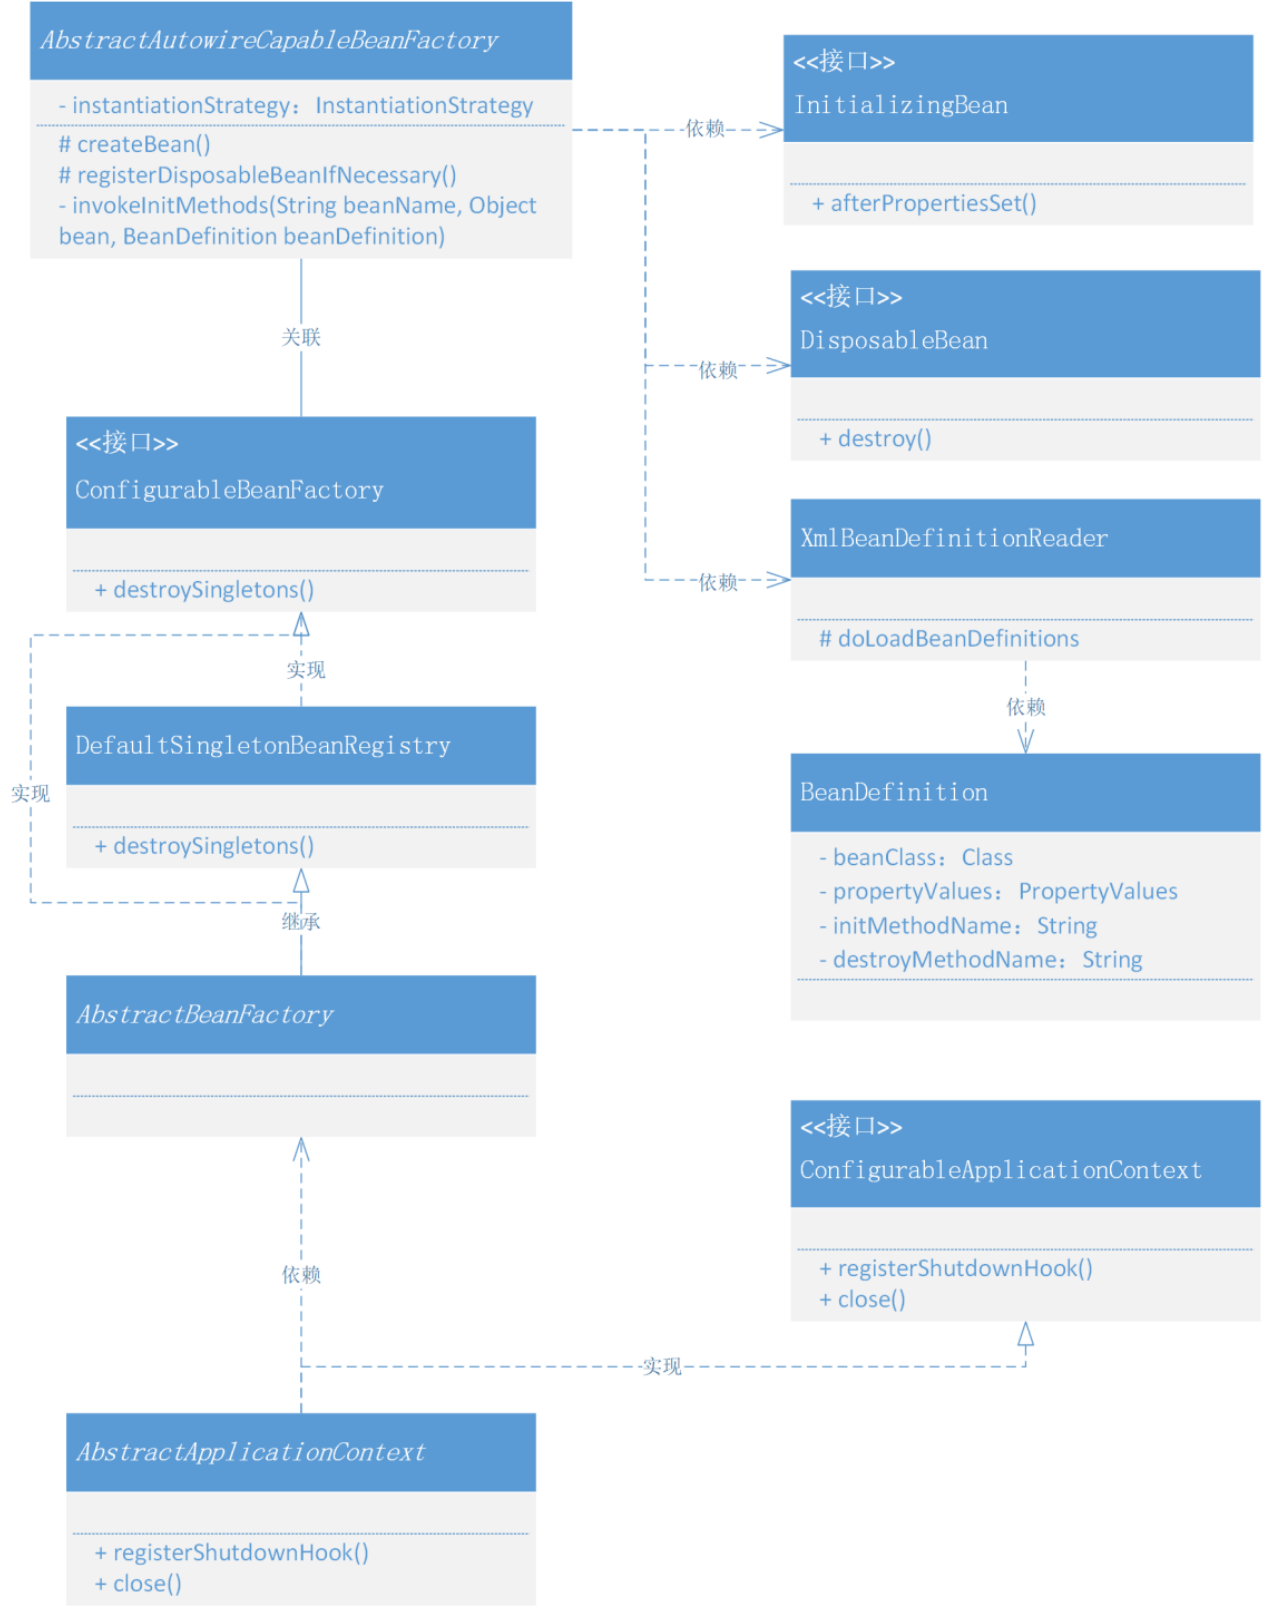 AbstractAutowireCapableBeanFactory
- instantiationStrategy：InstantiationStrategy
# createBean()
# registerDisposableBeanIfNecessary()
- invokeInitMethods(String beanName, Object
bean, BeanDefinition beanDefinition)
依赖
<<接口>>
InitializingBean
+ afterPropertiesSet()
依赖
<<接口>>
DisposableBean
+ destroy()
依赖
XmlBeanDefinitionReader
# doLoadBeanDefinitions
依赖
BeanDefinition
- beanClass：Class
- propertyValues：PropertyValues
- initMethodName：String
- destroyMethodName：String
关联
<<接口>>
ConfigurableBeanFactory
+ destroySingletons()
实现
实现
DefaultSingletonBeanRegistry
+ destroySingletons()
继承
AbstractBeanFactory
依赖
<<接口>>
ConfigurableApplicationContext
+ registerShutdownHook()
+ close()
实现
AbstractApplicationContext
+ registerShutdownHook()
+ close()